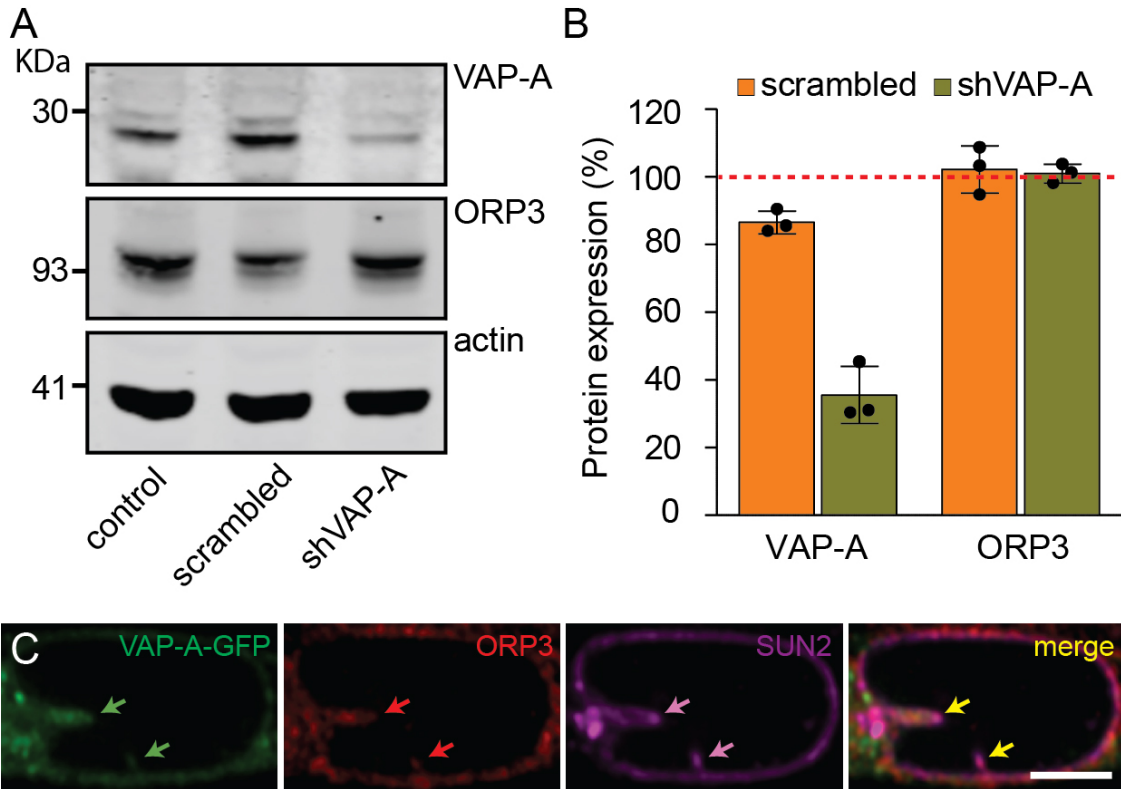 A
KDa
VAP-A
30
ORP3
93
actin
41
control
scrambled
shVAP-A
B
scrambled
shVAP-A
Protein expression (%)
120
100
80
60
40
20
0
VAP-A
ORP3
C
VAP-A-GFP
ORP3
SUN2
merge